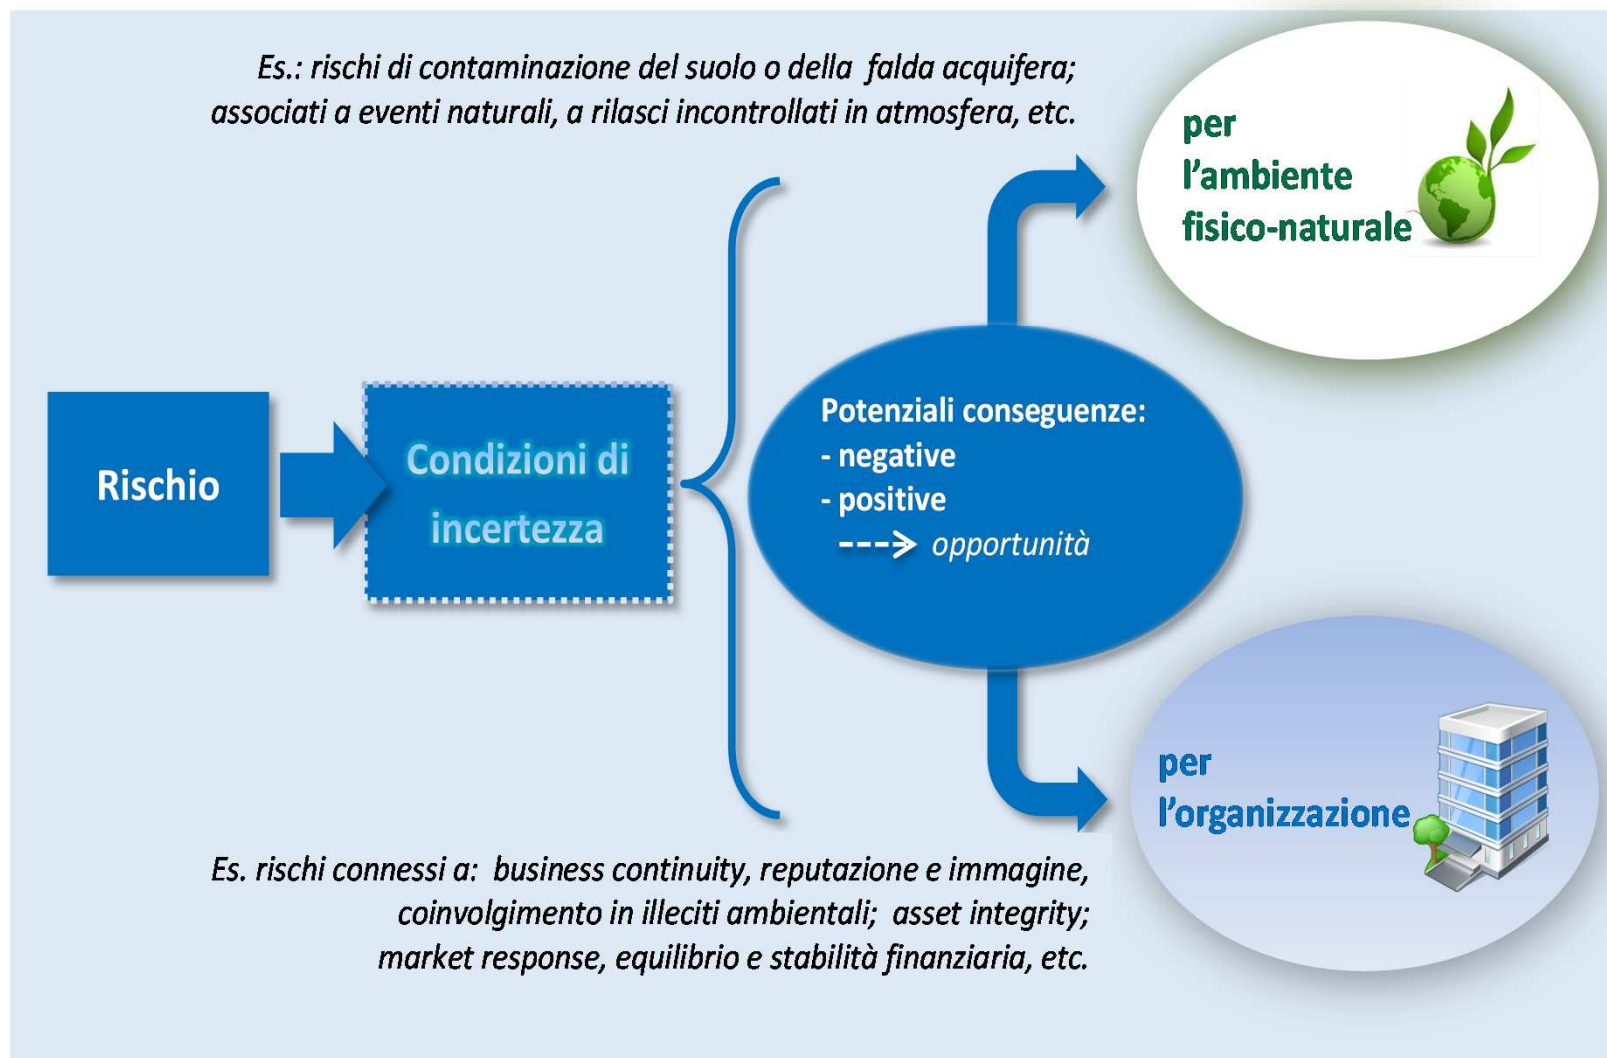 Es.: rischi di contaminazione del suolo o della falda acquifera;
associati a eventi naturali, a rilasci incontrollati in atmosfera, etc.
per
l'ambiente
fisico-naturale
Rischio
Condizioni di
incertezza
Potenziali conseguenze:
- negative
- positive
opportunità
per
l'organizzazione
Es. rischi connessi a: business continuity, reputazione e immagine,
coinvolgimento in illeciti ambientali; asset integrity;
market response, equilibrio e stabilità finanziaria, etc.